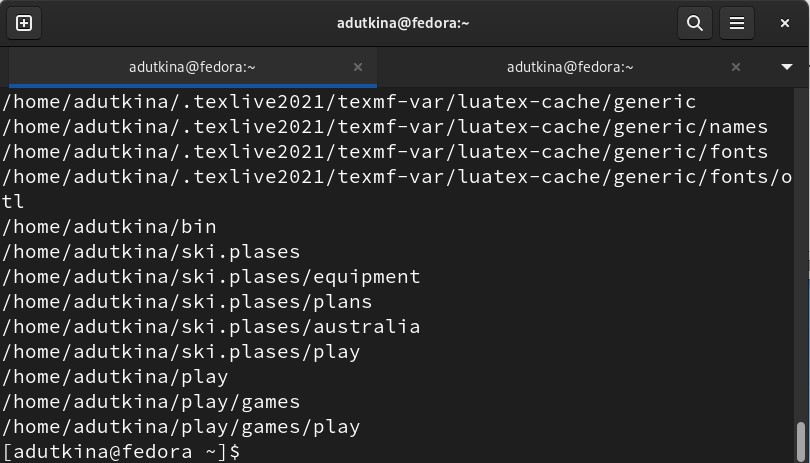 adutkina@fedora:~
adutkina@fedora:~ × adutkina@fedora:~ ×
/home/adutkina/.texlive2021/texmf-var/luatex-cache/generic
/home/adutkina/.texlive2021/texmf-var/luatex-cache/generic/names
/home/adutkina/.texlive2021/texmf-var/luatex-cache/generic/fonts
/home/adutkina/.texlive2021/texmf-var/luatex-cache/generic/fonts/o
tl
/home/adutkina/bin
/home/adutkina/ski.plases
/home/adutkina/ski.plases/equipment
/home/adutkina/ski.plases/plans
/home/adutkina/ski.plases/australia
/home/adutkina/ski.plases/play
/home/adutkina/play
/home/adutkina/play/games
/home/adutkina/play/games/play
[adutkina@fedora ~]$